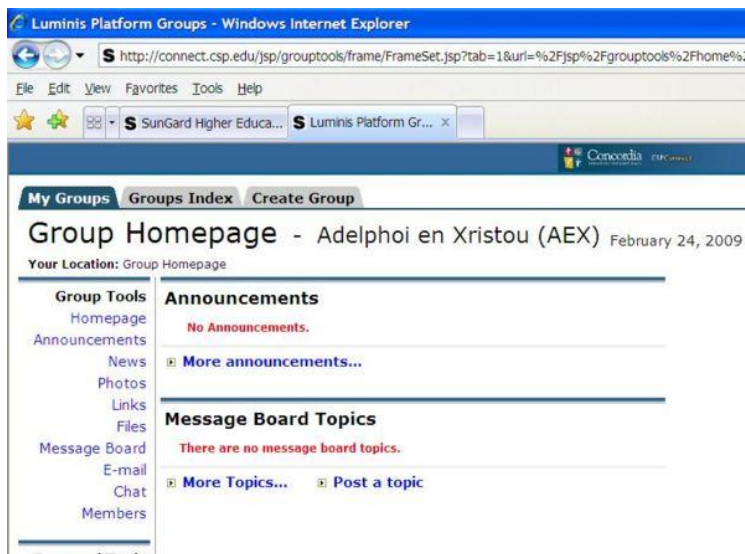 Luminis Platform Groups - Windows Internet Explorer
S http://connect.csp.edu/jsp/grouptools/frame/FrameSet.jsp?tab=1&url=%2Fjsp%2Fgrouptools%2Fhome%2
File Edit View Favorites Tools Help
S SunGard Higher Educa... S Luminis Platform Gr... ×
Concordia
My Groups Groups Index Create Group
Group Homepage - Adelphoi en Xristou (AEX) February 24, 2009
Your Location: Group Homepage
Group Tools
Homepage
Announcements
News
Photos
Links
Files
Message Board
E-mail
Chat
Members
Announcements
No Announcements.
More announcements...
Message Board Topics
There are no message board topics.
More Topics... Post a topic